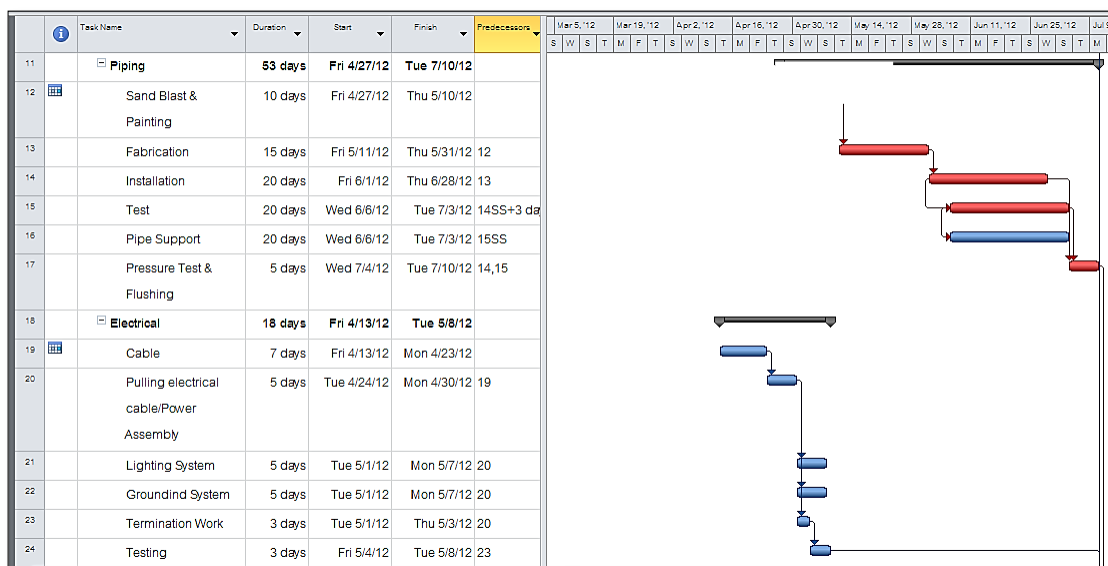 Task Name Duration Start Finish Predecessors
Mar 5, '12 Mar 19, '12 Apr 2, '12 Apr 16, '12 Apr 30, '12 May 14, '12 May 28, '12 Jun 11, '12 Jun 25, '12 Jul 9
S W S T M F T S W S T M F T S W S T M F T S W S T M F T S W S T M
11 Piping 53 days Fri 4/27/12 Tue 7/10/12
12 Sand Blast & 10 days Fri 4/27/12 Thu 5/10/12
Painting
13 Fabrication 15 days Fri 5/11/12 Thu 5/31/12 12
14 Installation 20 days Fri 6/1/12 Thu 6/28/12 13
15 Test 20 days Wed 6/6/12 Tue 7/3/12 14SS+3 da
16 Pipe Support 20 days Wed 6/6/12 Tue 7/3/12 15SS
17 Pressure Test & 5 days Wed 7/4/12 Tue 7/10/12 14,15
Flushing
18 Electrical 18 days Fri 4/13/12 Tue 5/8/12
19 Cable 7 days Fri 4/13/12 Mon 4/23/12
20 Pulling electrical 5 days Tue 4/24/12 Mon 4/30/12 19
cable/Power
Assembly
21 Lighting System 5 days Tue 5/1/12 Mon 5/7/12 20
22 Groundind System 5 days Tue 5/1/12 Mon 5/7/12 20
23 Termination Work 3 days Tue 5/1/12 Thu 5/3/12 20
24 Testing 3 days Fri 5/4/12 Tue 5/8/12 23